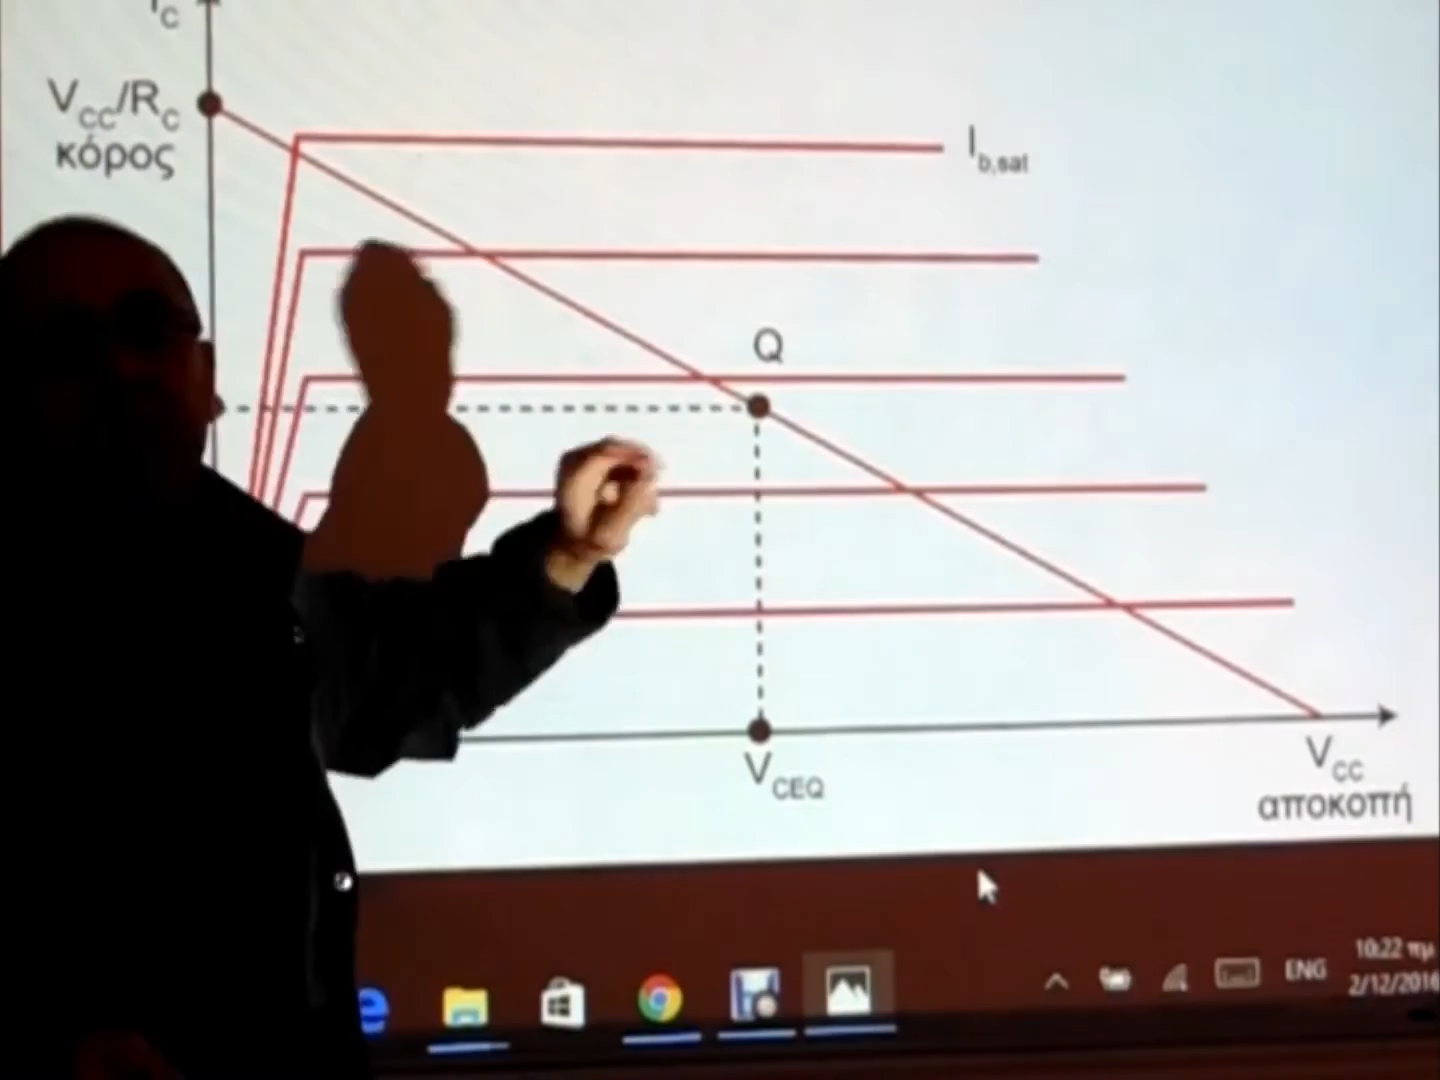 I_C
V_CC/R_C
κόρος
I_b,sat
Q
V_CEQ
V_CC
αποκοπή
ENG
10:22 πμ
2/12/2016